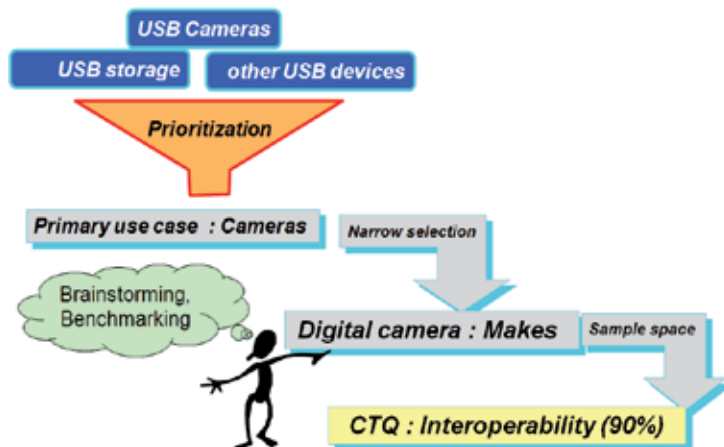 USB Cameras
USB storage
other USB devices
Prioritization
Primary use case : Cameras
Narrow selection
Brainstorming,
Benchmarking
Digital camera : Makes
Sample space
CTQ : Interoperability (90%)